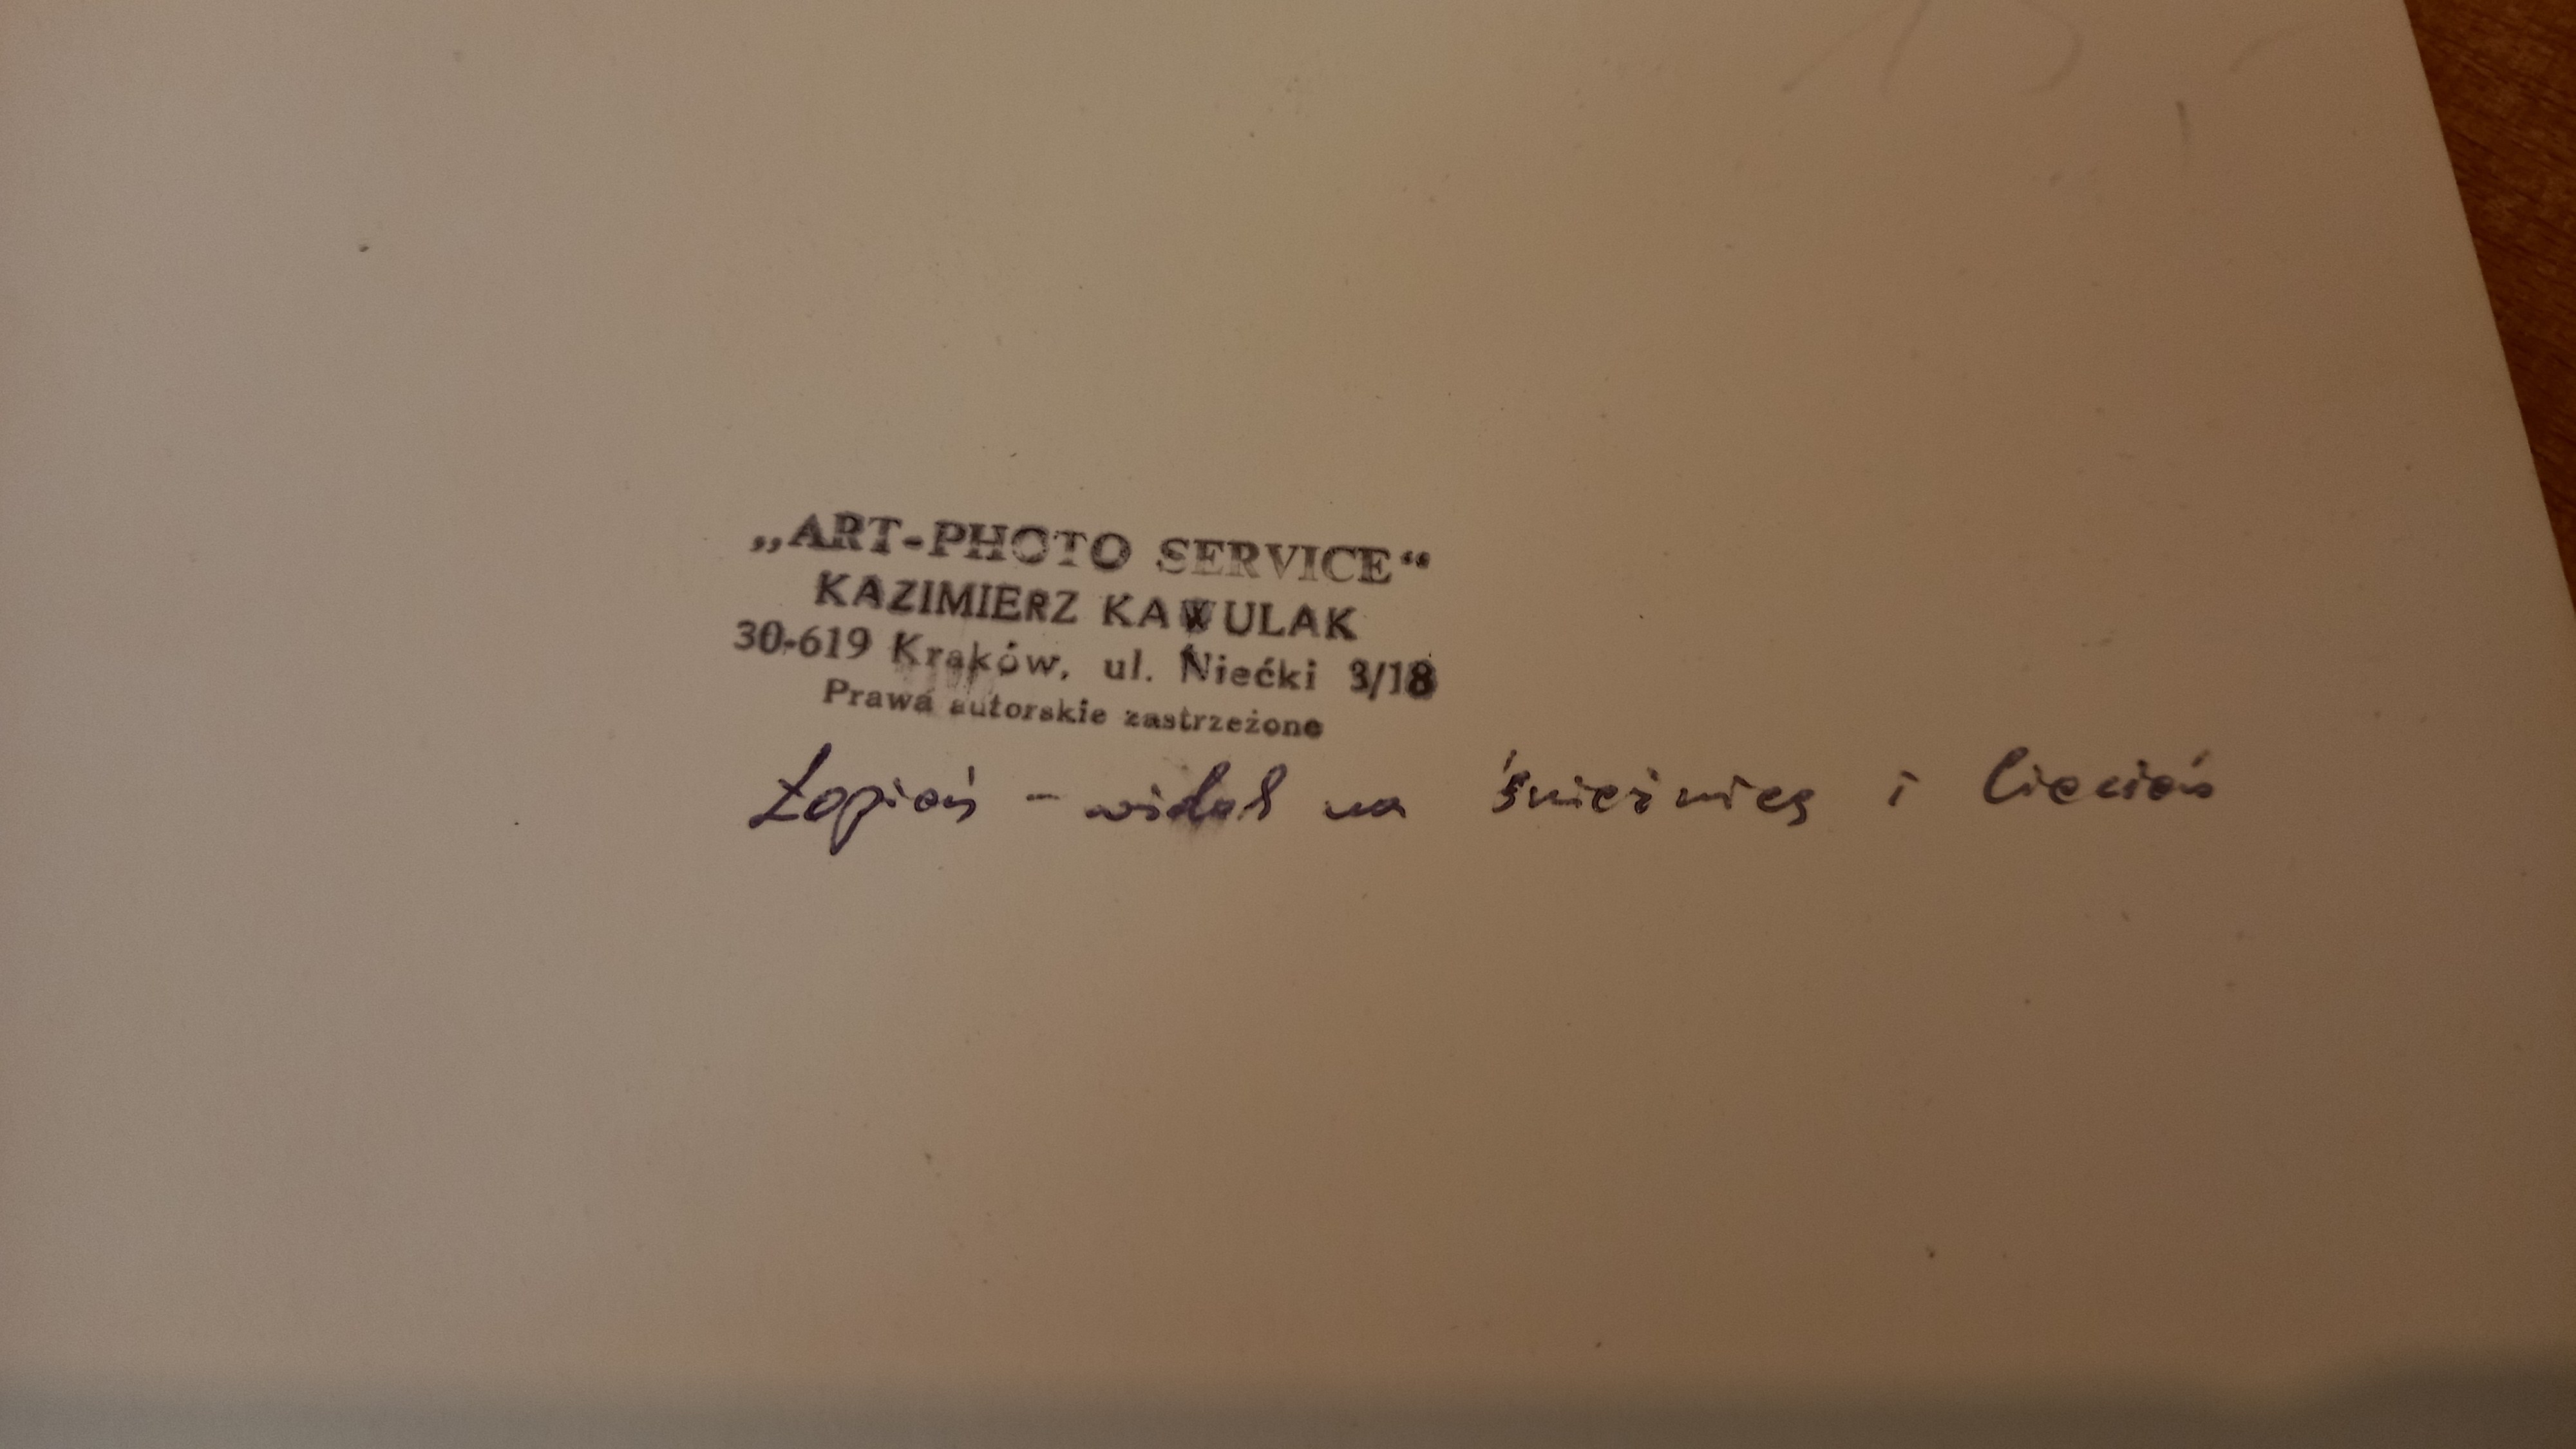 „ART-PHOTO SERVICE“
KAZIMIERZ KAWULAK
30-619 Kraków, ul. Niećki 3/18
Prawa autorskie zastrzeżone
Łopień - widok na Śnieżnicę i Ciecień